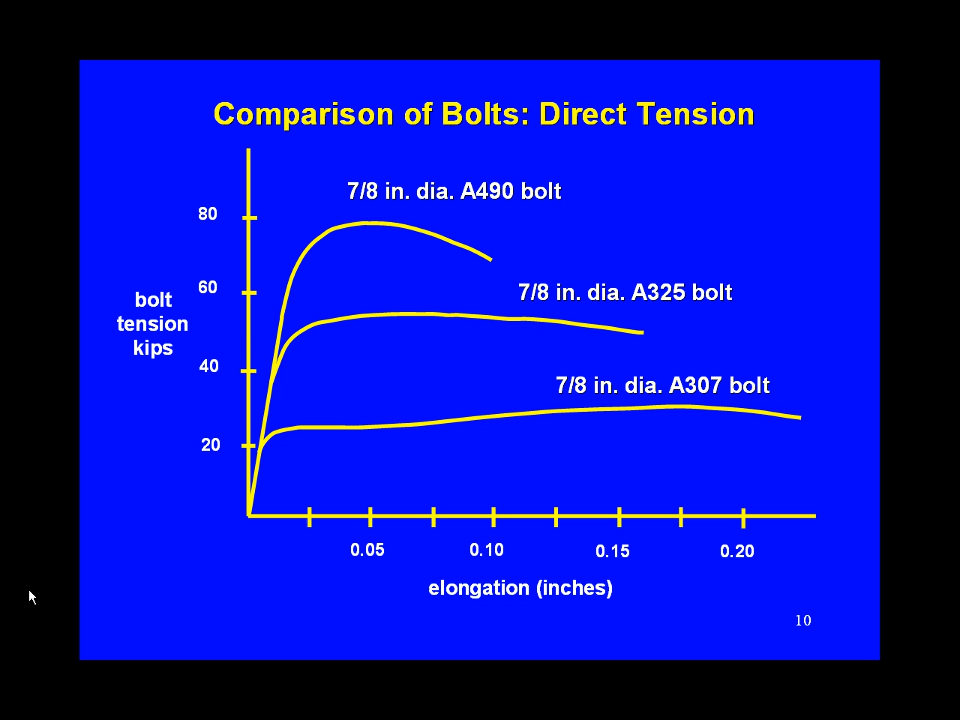 Comparison of Bolts: Direct Tension
7/8 in. dia. A490 bolt
80
60
7/8 in. dia. A325 bolt
bolt
tension
kips
40
7/8 in. dia. A307 bolt
20
0.05 0.10 0.15 0.20
elongation (inches)
10